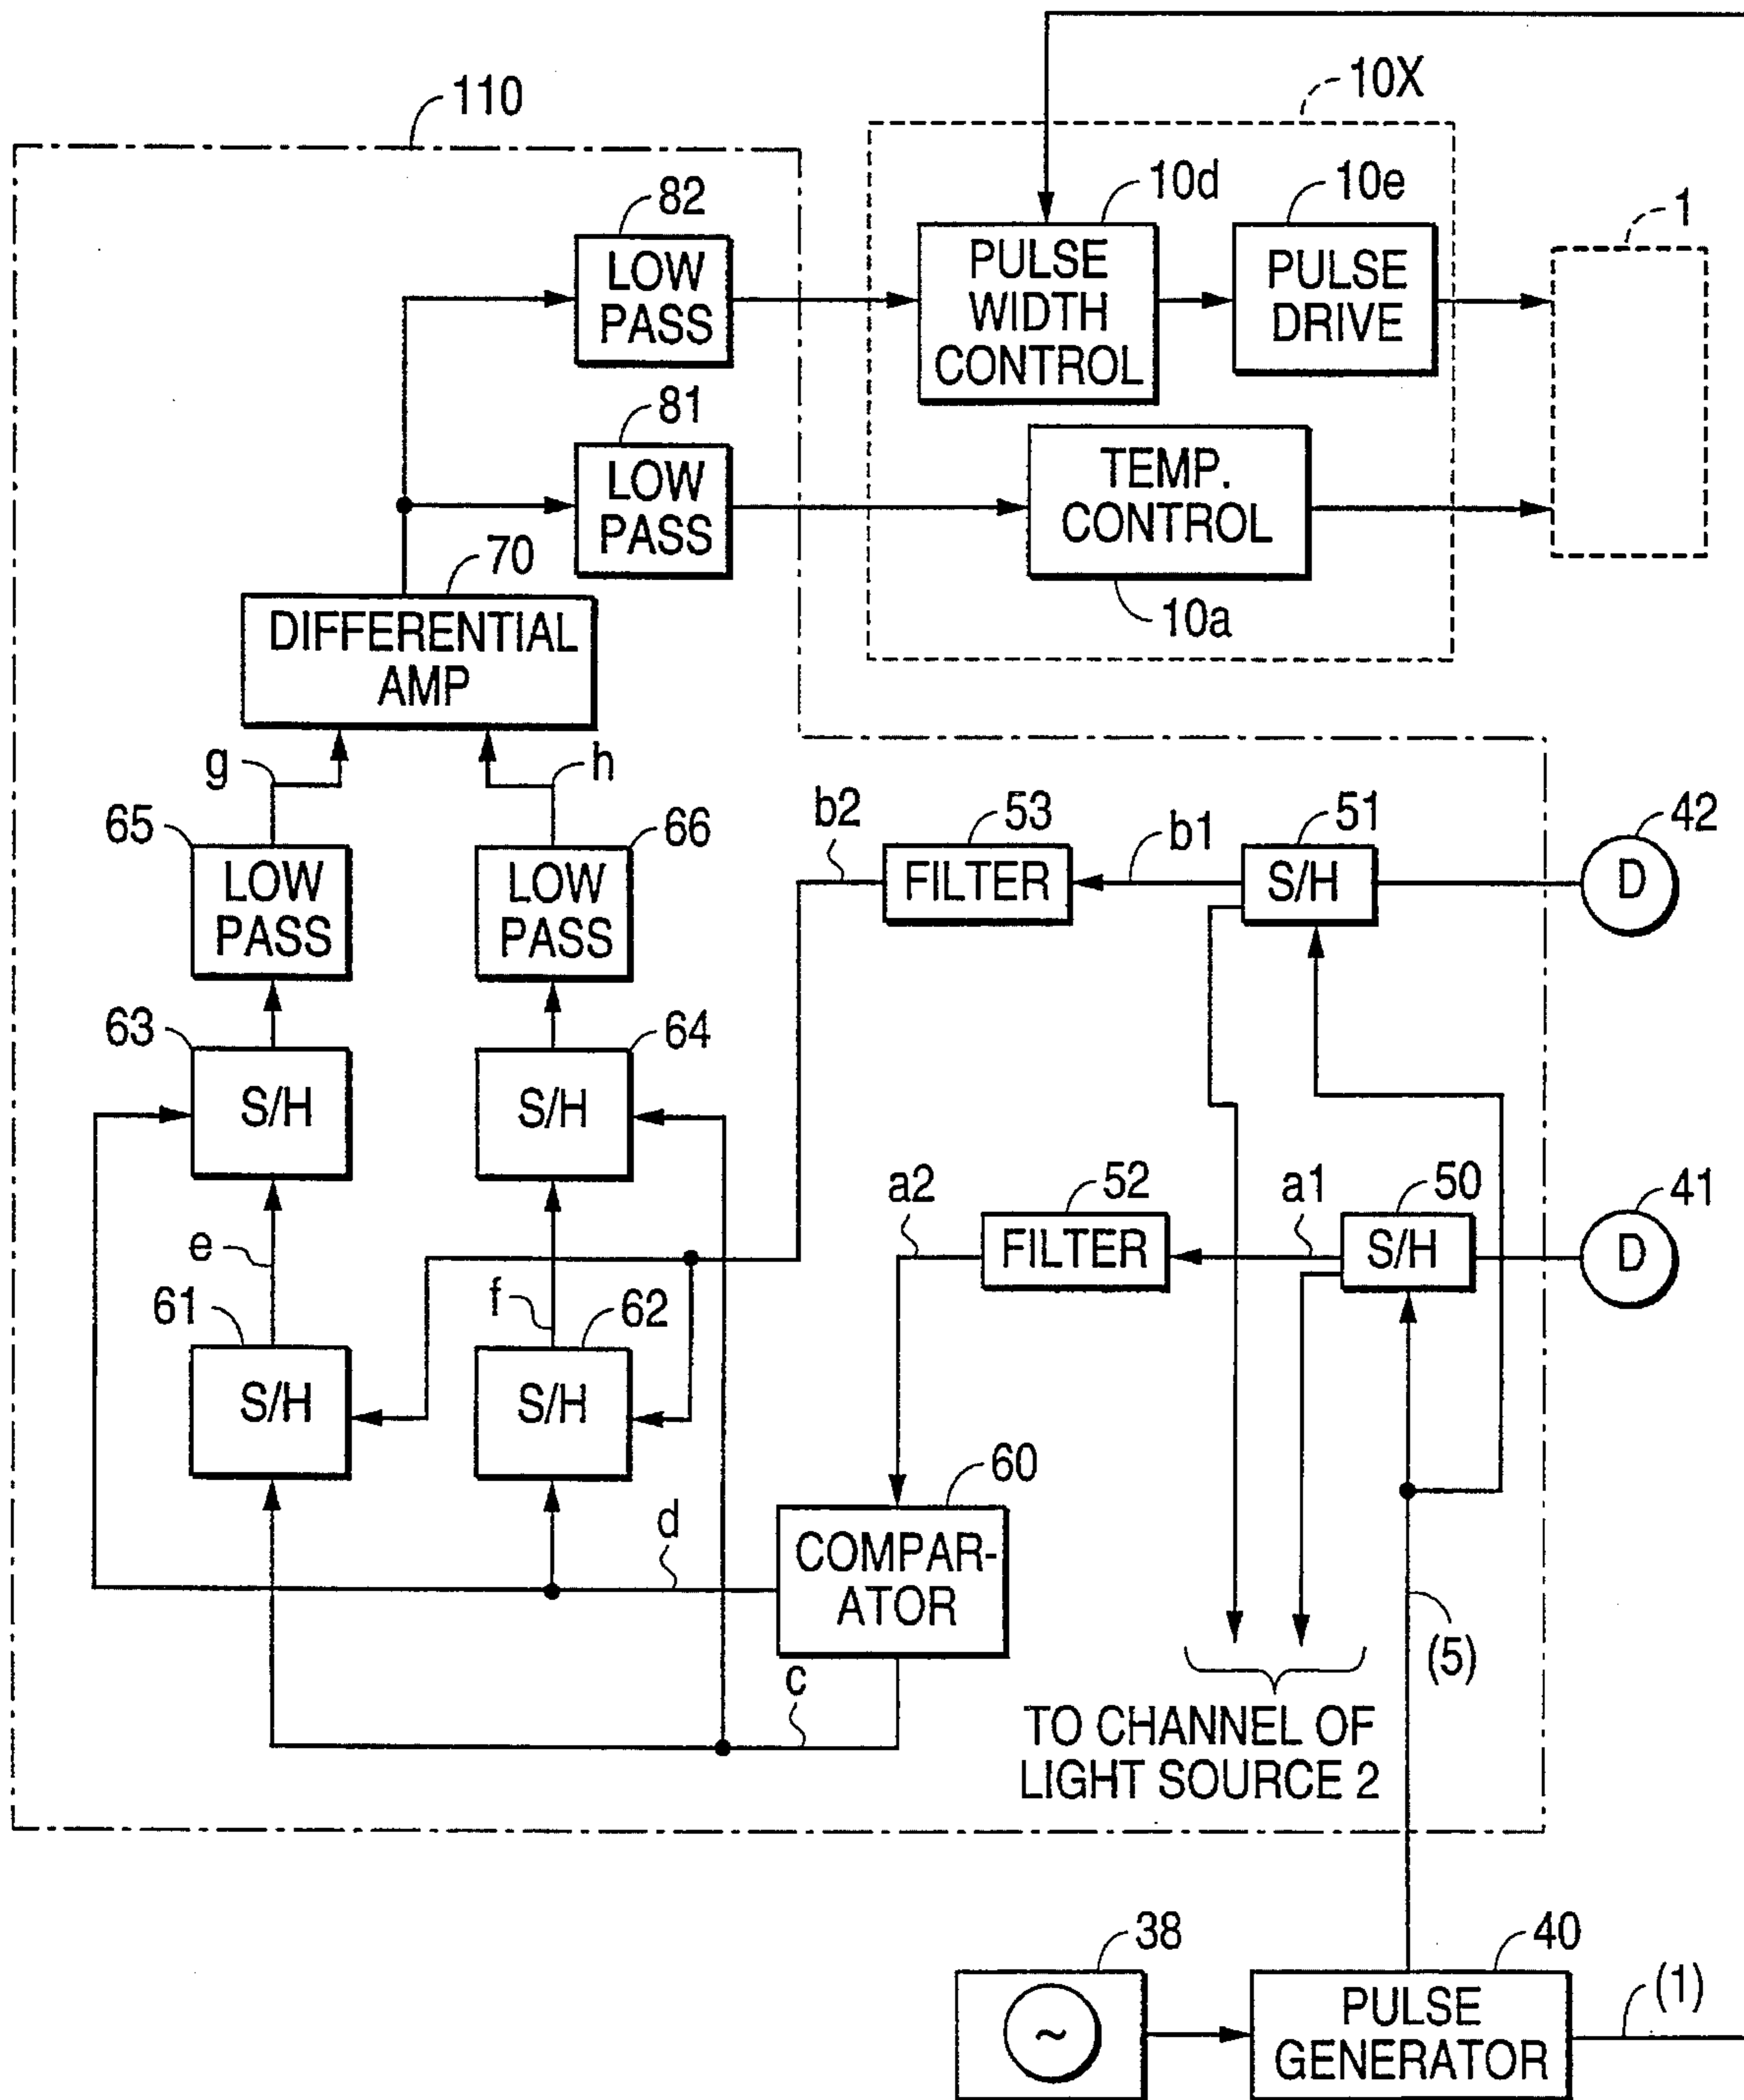 110
10X
82
10d
10e
1
LOW
PASS
PULSE
WIDTH
CONTROL
PULSE
DRIVE
81
LOW
PASS
TEMP.
CONTROL
70
10a
DIFFERENTIAL
AMP
g
h
65
66
b2
53
b1
51
42
LOW
PASS
LOW
PASS
FILTER
S/H
D
63
64
S/H
S/H
a2
52
a1
50
41
e
FILTER
S/H
D
61
f
62
S/H
S/H
60
d
COMPAR-
ATOR
(5)
c
TO CHANNEL OF
LIGHT SOURCE 2
38
40
(1)
~
PULSE
GENERATOR